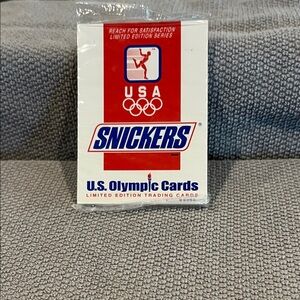 REACH FOR SATISFACTION
LIMITED EDITION SERIES
USA
SNICKERS®
U.S. Olympic Cards
LIMITED EDITION TRADING CARDS